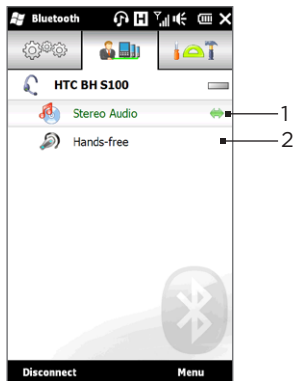 Bluetooth H
HTC BH S100
Stereo Audio 1
Hands-free 2
Disconnect Menu